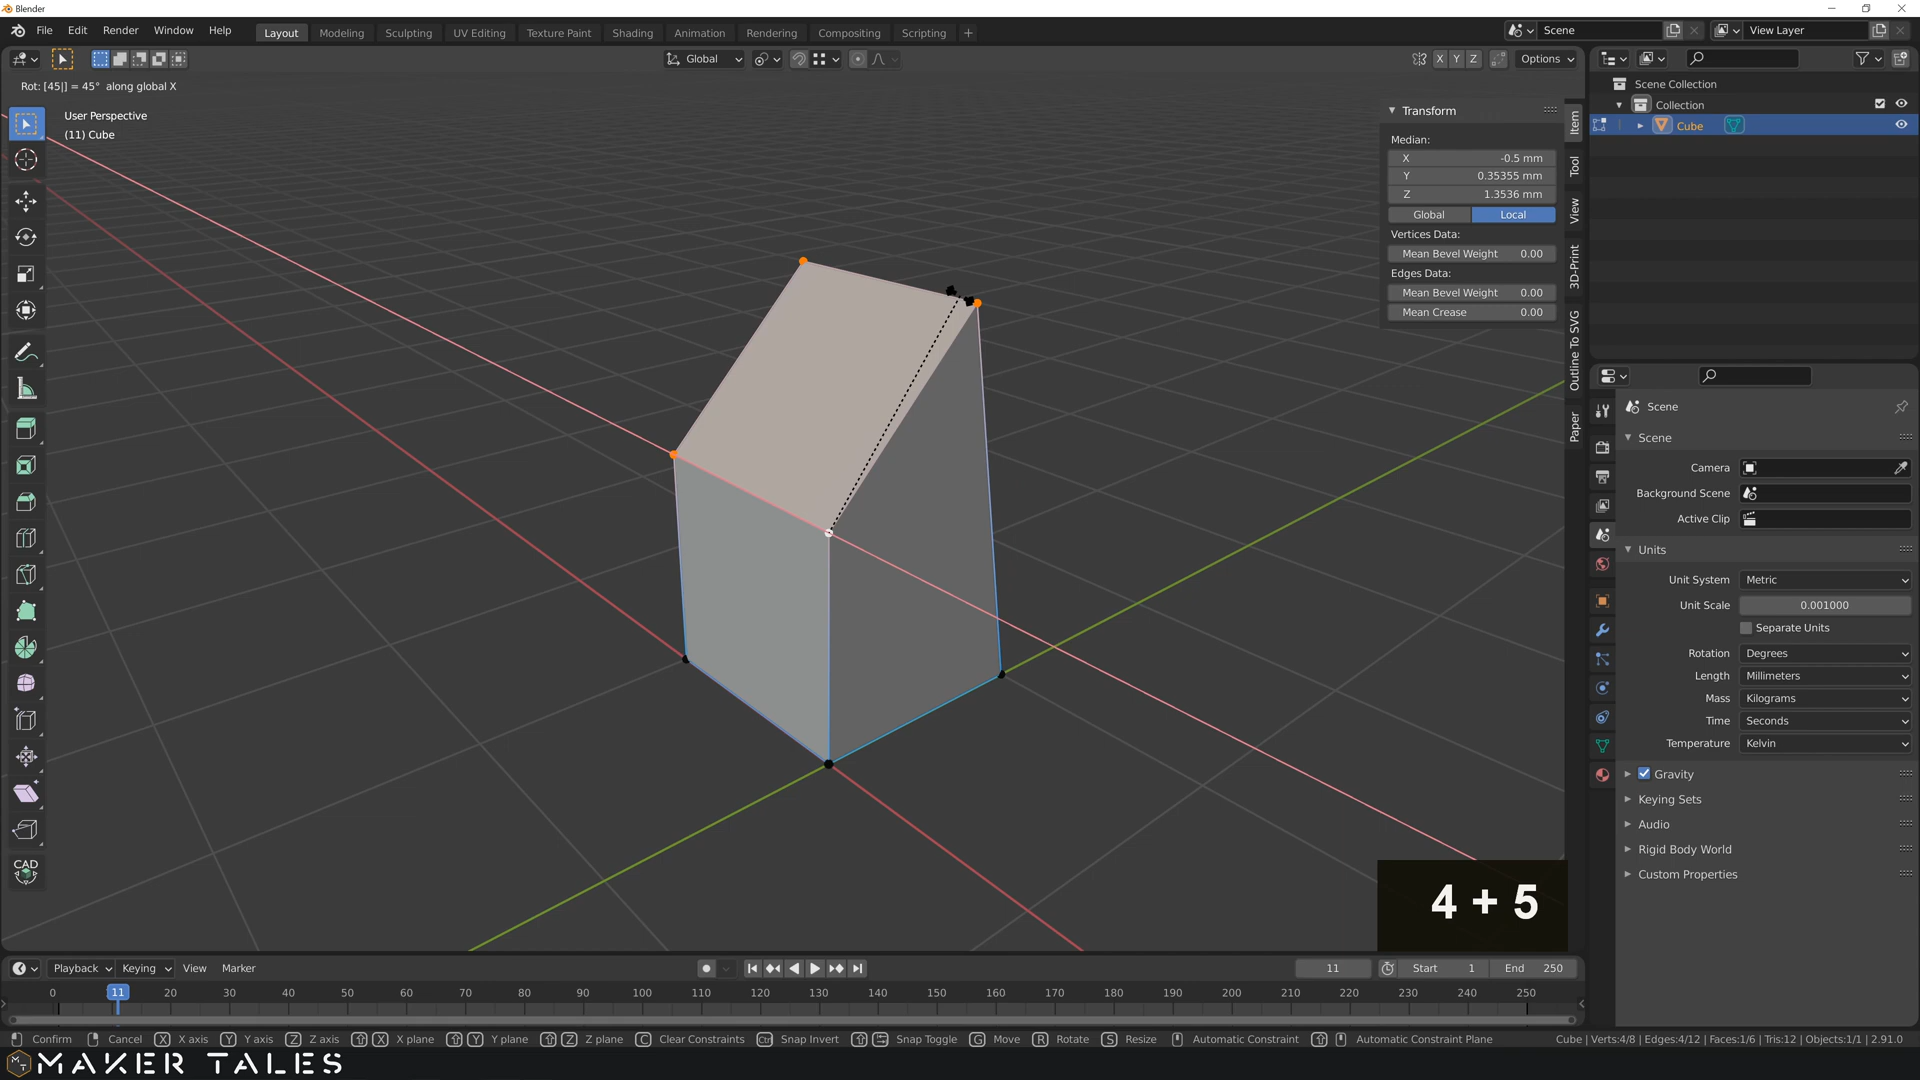 Blender
File Edit Render Window Help Layout Modeling Sculpting UV Editing Texture Paint Shading Animation Rendering Compositing Scripting + Scene View Layer
Global X Y Z Options
Rot: [45|] = 45° along global X
User Perspective
(11) Cube
Transform
Median:
X -0.5 mm
Y 0.35355 mm
Z 1.3536 mm
Global Local
Vertices Data:
Mean Bevel Weight 0.00
Edges Data:
Mean Bevel Weight 0.00
Mean Crease 0.00
Item
Tool
View
3D-Print
Outline To SVG
Paper
Scene Collection
Collection
Cube
Scene
Scene
Camera
Background Scene
Active Clip
Units
Unit System Metric
Unit Scale 0.001000
Separate Units
Rotation Degrees
Length Millimeters
Mass Kilograms
Time Seconds
Temperature Kelvin
Gravity
Keying Sets
Audio
Rigid Body World
Custom Properties
CAD
4 + 5
Playback Keying View Marker 11 Start 1 End 250
0 11 20 30 40 50 60 70 80 90 100 110 120 130 140 150 160 170 180 190 200 210 220 230 240 250
Confirm Cancel X X axis Y Y axis Z Z axis X X plane Y Y plane Z Z plane C Clear Constraints Ctrl Snap Invert Snap Toggle G Move R Rotate S Resize Automatic Constraint Automatic Constraint Plane Cube | Verts:4/8 | Edges:4/12 | Faces:1/6 | Tris:12 | Objects:1/1 | 2.91.0
MAKER TALES